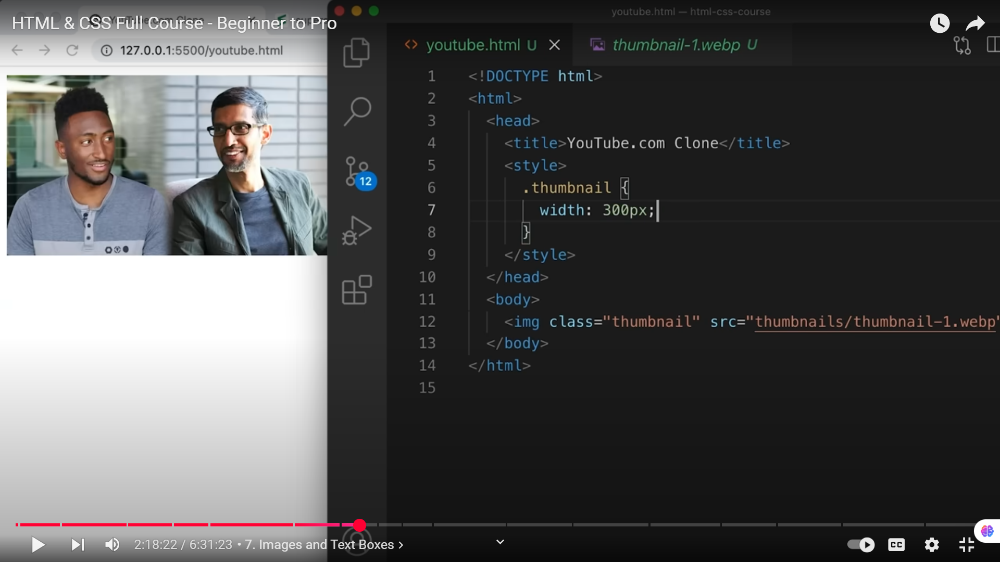 youtube.html — html-css-course
HTML & CSS Full Course - Beginner to Pro
127.0.0.1:5500/youtube.html
youtube.html U
thumbnail-1.webp U
1 <!DOCTYPE html>
2 <html>
3 <head>
4 <title>YouTube.com Clone</title>
5 <style>
6 .thumbnail {
7 width: 300px;
8 }
9 </style>
10 </head>
11 <body>
12 <img class="thumbnail" src="thumbnails/thumbnail-1.webp"
13 </body>
14 </html>
15
12
2:18:22 / 6:31:23 • 7. Images and Text Boxes
CC